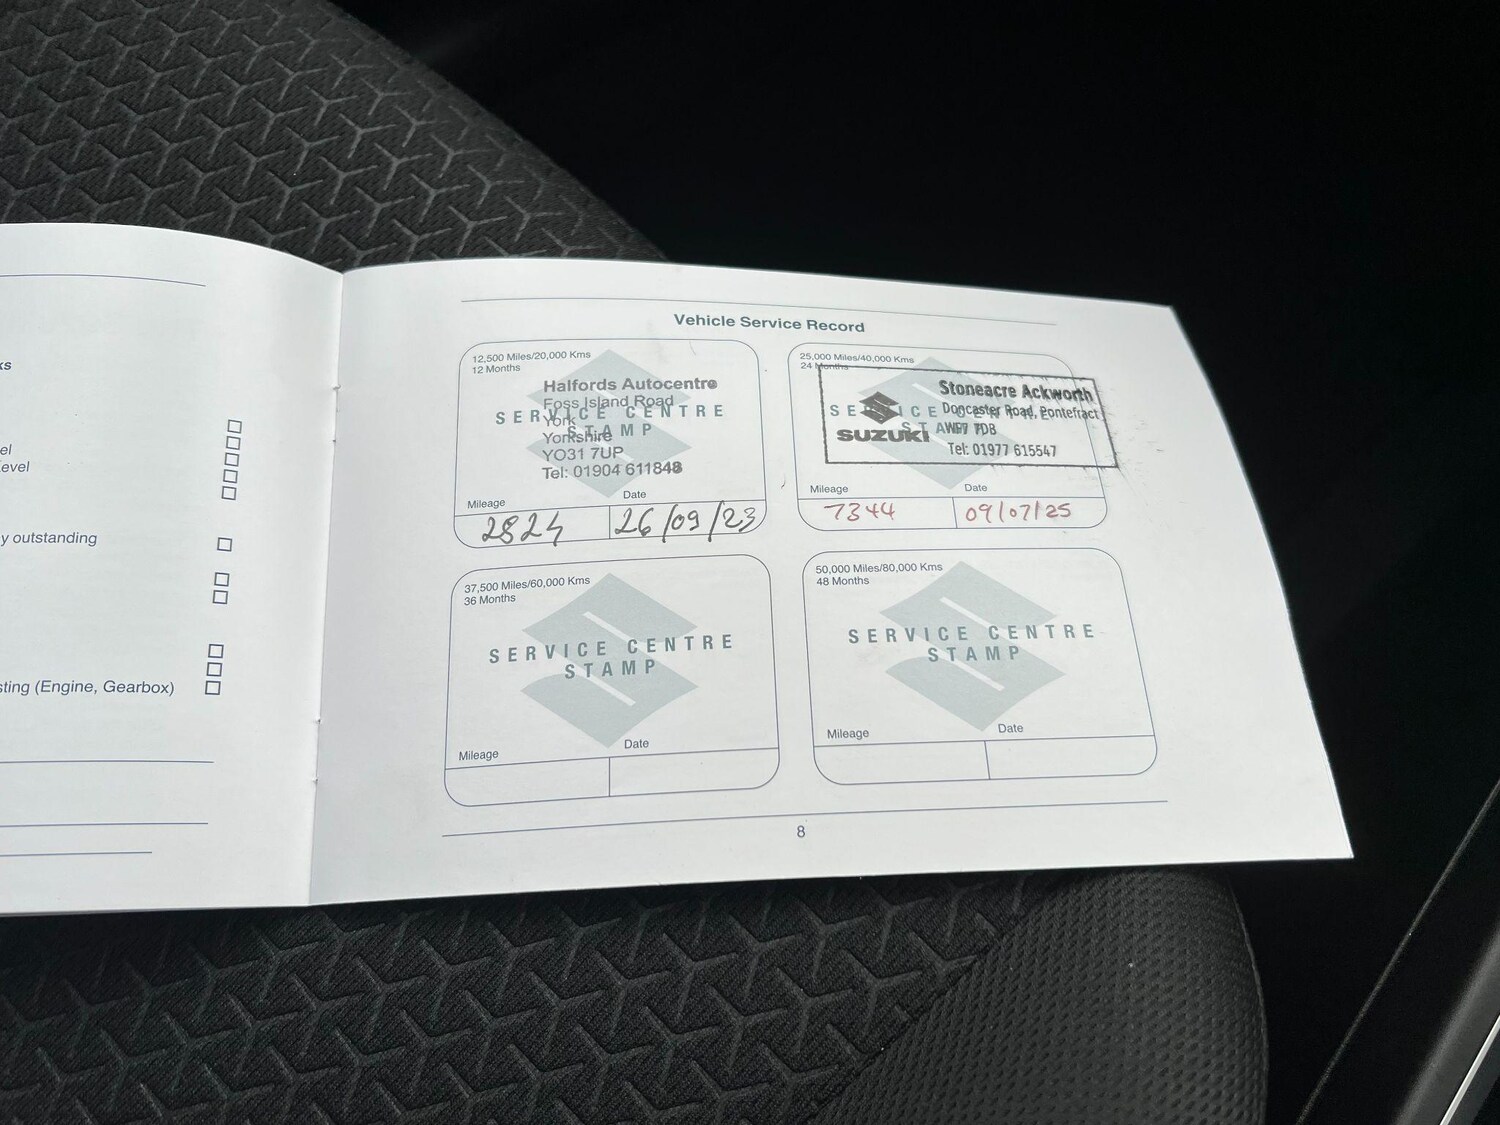 el
evel
y outstanding
sting (Engine, Gearbox)
Vehicle Service Record
12,500 Miles/20,000 Kms
12 Months
SERVICE CENTRE
STAMP
Halfords Autocentre
Foss Island Road
York
Yorkshire
YO31 7UP
Tel: 01904 611848
Mileage
Date
2824
26/09/23
25,000 Miles/40,000 Kms
24 Months
SERVICE CENTRE
STAMP
SUZUKI
Stoneacre Ackworth
Doncaster Road, Pontefract
7DB
Tel: 01977 615547
Mileage
Date
7344
09/07/25
37,500 Miles/60,000 Kms
36 Months
SERVICE CENTRE
STAMP
Mileage
Date
50,000 Miles/80,000 Kms
48 Months
SERVICE CENTRE
STAMP
Mileage
Date
8